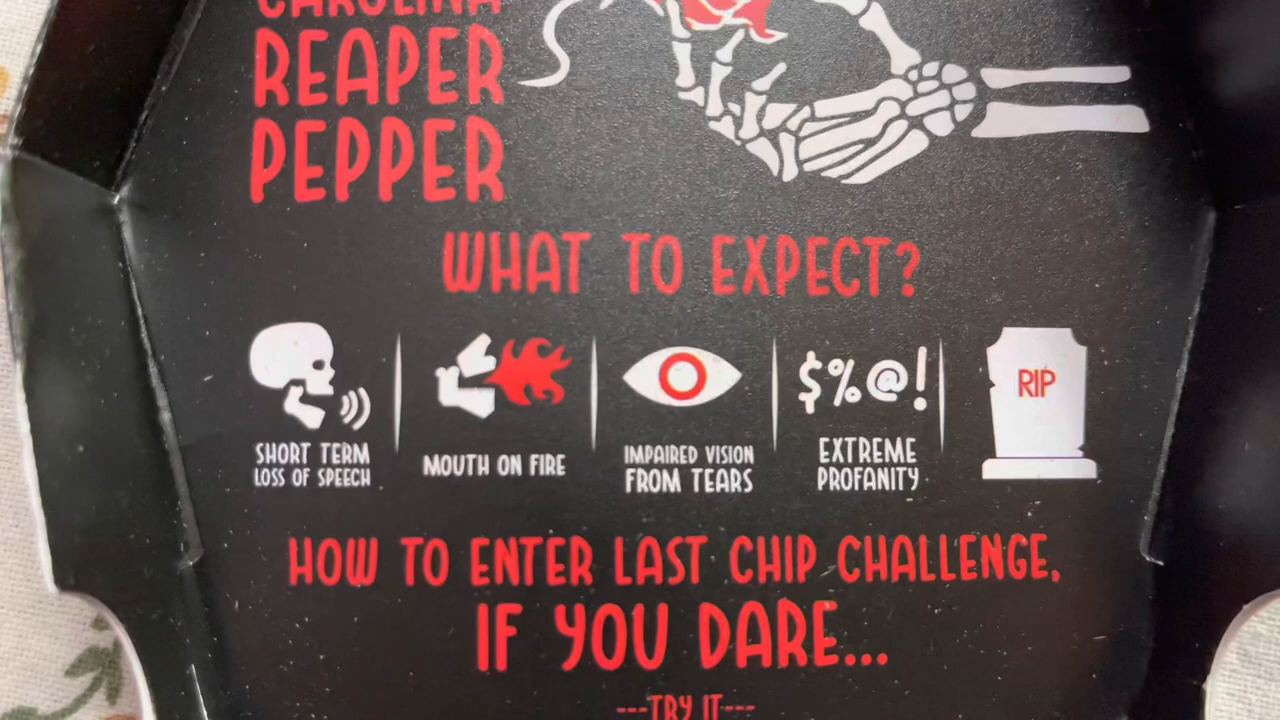 CAROLINA
REAPER
PEPPER
WHAT TO EXPECT?
SHORT TERM
LOSS OF SPEECH
MOUTH ON FIRE
IMPAIRED VISION
FROM TEARS
$%@!
EXTREME
PROFANITY
RIP
HOW TO ENTER LAST CHIP CHALLENGE,
IF YOU DARE...
---TRY IT---